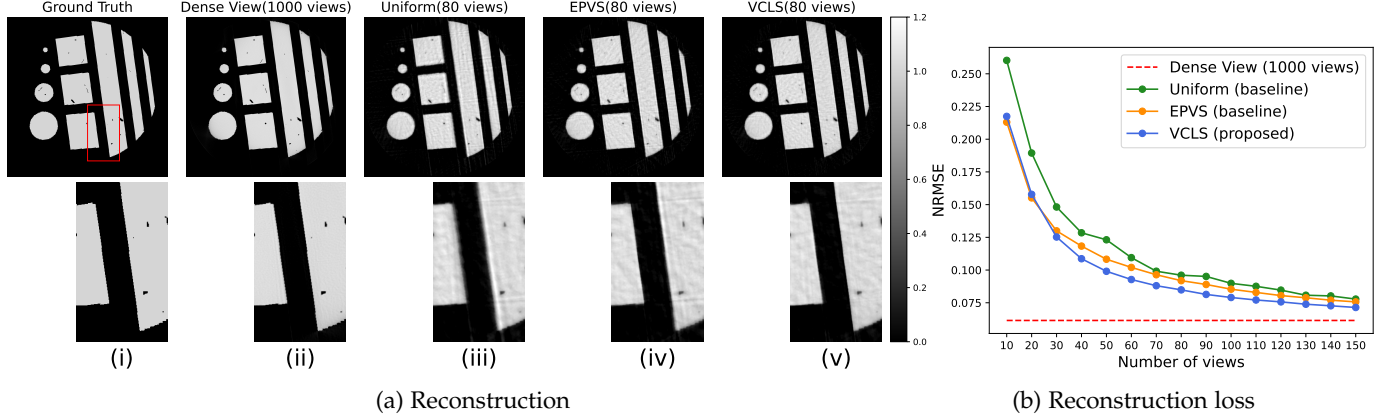 Ground Truth
Dense View(1000 views)
Uniform(80 views)
EPVS(80 views)
VCLS(80 views)
1.2
1.0
0.8
0.6
0.4
0.2
0.0
(i)
(ii)
(iii)
(iv)
(v)
(a) Reconstruction
NRMSE
0.250
0.225
0.200
0.175
0.150
0.125
0.100
0.075
Dense View (1000 views)
Uniform (baseline)
EPVS (baseline)
VCLS (proposed)
10 20 30 40 50 60 70 80 90 100 110 120 130 140 150
Number of views
(b) Reconstruction loss